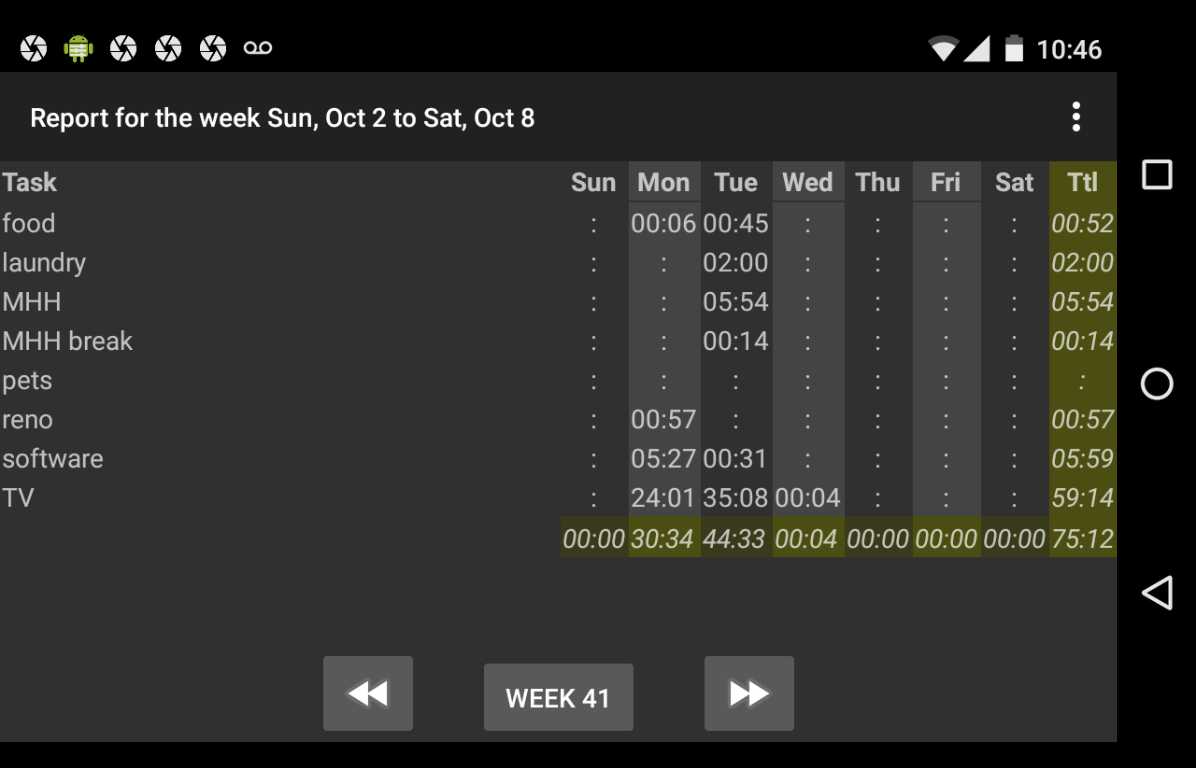 10:46
Report for the week Sun, Oct 2 to Sat, Oct 8
Task Sun Mon Tue Wed Thu Fri Sat Ttl
food : 00:06 00:45 : : : : 00:52
laundry : : 02:00 : : : : 02:00
MHH : : 05:54 : : : : 05:54
MHH break : : 00:14 : : : : 00:14
pets : : : : : : : :
reno : 00:57 : : : : : 00:57
software : 05:27 00:31 : : : : 05:59
TV : 24:01 35:08 00:04 : : : 59:14
00:00 30:34 44:33 00:04 00:00 00:00 00:00 75:12
WEEK 41